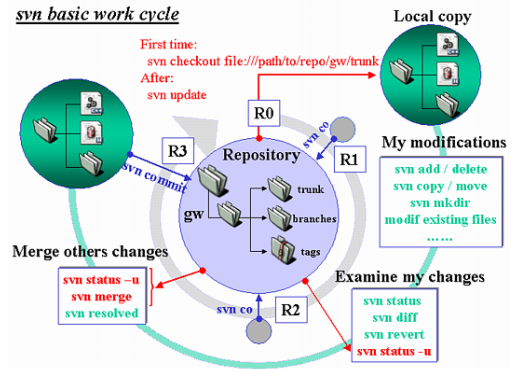 svn basic work cycle
Local copy
First time:
svn checkout file:///path/to/repo/gw/trunk
After:
svn update
R0
svn co
R1
R3
svn commit
Repository
gw
trunk
branches
tags
My modifications
svn add / delete
svn copy / move
svn mkdir
modif existing files
……
Merge others changes
svn status –u
svn merge
svn resolved
svn co
R2
Examine my changes
svn status
svn diff
svn revert
svn status -u